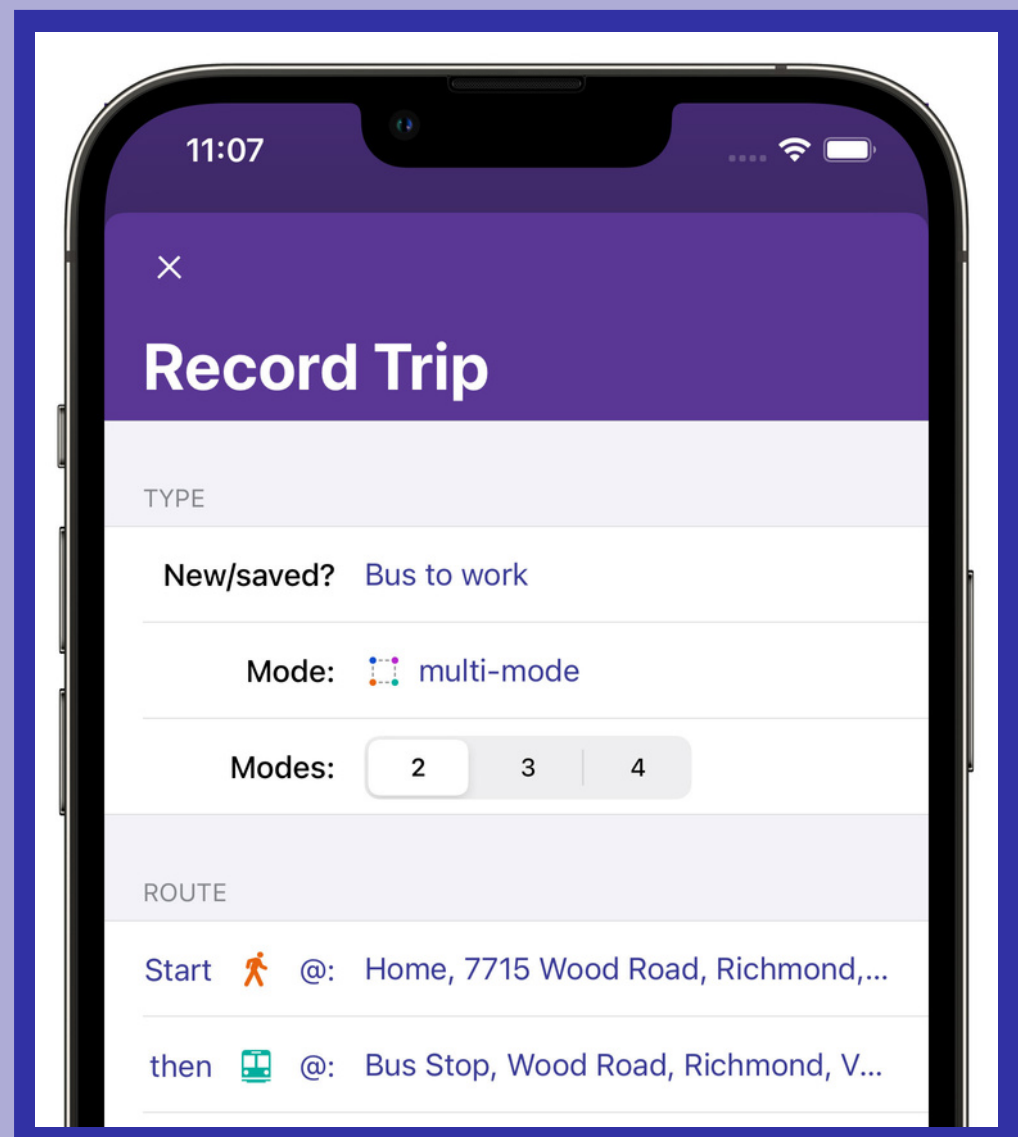 11:07
Record Trip
TYPE
New/saved? Bus to work
Mode: multi-mode
Modes: 2 3 4
ROUTE
Start @: Home, 7715 Wood Road, Richmond,...
then @: Bus Stop, Wood Road, Richmond, V...